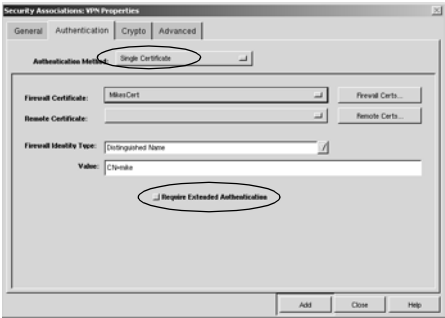 Security Associations: VPN Properties
General Authentication Crypto Advanced
Authentication Method: Single Certificate
Firewall Certificate: MikesCert Firewall Certs...
Remote Certificate: Remote Certs...
Firewall Identity Type: Distinguished Name
Value: CN=mike
Require Extended Authentication
Add Close Help